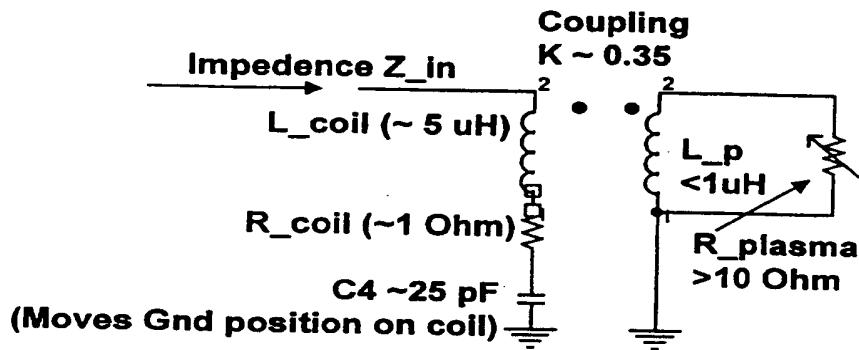 Coupling
K ~ 0.35
Impedence Z_in
2
2
L_coil (~ 5 uH)
L_p
<1uH
1
R_coil (~1 Ohm)
R_plasma
>10 Ohm
C4 ~25 pF
(Moves Gnd position on coil)